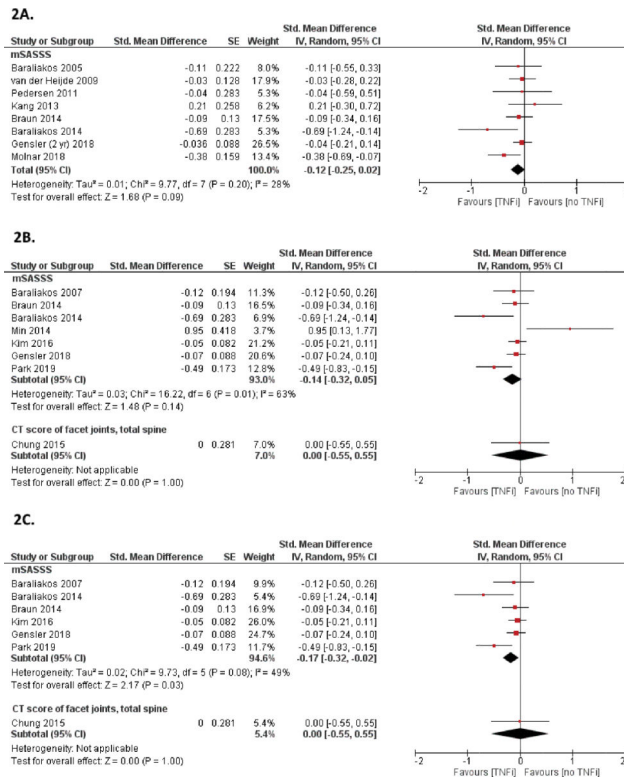 2A.
Std. Mean Difference Std. Mean Difference
Study or Subgroup Std. Mean Difference SE Weight IV, Random, 95% CI IV, Random, 95% CI
mSASSS
Baraliakos 2005 -0.11 0.222 8.0% -0.11 [-0.55, 0.33]
van der Heijde 2009 -0.03 0.128 17.9% -0.03 [-0.28, 0.22]
Pedersen 2011 -0.04 0.283 5.3% -0.04 [-0.59, 0.51]
Kang 2013 0.21 0.258 6.3% 0.21 [-0.30, 0.72]
Braun 2014 -0.09 0.13 17.5% -0.09 [-0.34, 0.16]
Baraliakos 2014 -0.69 0.283 5.3% -0.69 [-1.24, -0.14]
Gensler (2 yr) 2018 -0.036 0.088 26.5% -0.04 [-0.21, 0.14]
Molnar 2018 -0.38 0.159 13.4% -0.38 [-0.69, -0.07]
Total (95% CI) 100.0% -0.12 [-0.25, 0.02]
Heterogeneity: Tau² = 0.01; Chi² = 9.77, df = 7 (P = 0.20); I² = 28%
Test for overall effect: Z = 1.68 (P = 0.09)
-2 -1 0 1 2
Favours [TNFi] Favours [no TNFi]
2B.
Std. Mean Difference Std. Mean Difference
Study or Subgroup Std. Mean Difference SE Weight IV, Random, 95% CI IV, Random, 95% CI
mSASSS
Baraliakos 2007 -0.12 0.194 11.3% -0.12 [-0.50, 0.26]
Braun 2014 -0.09 0.13 16.5% -0.09 [-0.34, 0.16]
Baraliakos 2014 -0.69 0.283 6.9% -0.69 [-1.24, -0.14]
Min 2014 0.95 0.418 3.7% 0.95 [0.13, 1.77]
Kim 2016 -0.05 0.082 21.2% -0.05 [-0.21, 0.11]
Gensler 2018 -0.07 0.088 20.6% -0.07 [-0.24, 0.10]
Park 2019 -0.49 0.173 12.8% -0.49 [-0.83, -0.15]
Subtotal (95% CI) 93.0% -0.14 [-0.32, 0.05]
Heterogeneity: Tau² = 0.03; Chi² = 16.22, df = 6 (P = 0.01); I² = 63%
Test for overall effect: Z = 1.48 (P = 0.14)
CT score of facet joints, total spine
Chung 2015 0 0.281 7.0% 0.00 [-0.55, 0.55]
Subtotal (95% CI) 7.0% 0.00 [-0.55, 0.55]
Heterogeneity: Not applicable
Test for overall effect: Z = 0.00 (P = 1.00)
-2 -1 0 1 2
Favours [TNFi] Favours [no TNFi]
2C.
Std. Mean Difference Std. Mean Difference
Study or Subgroup Std. Mean Difference SE Weight IV, Random, 95% CI IV, Random, 95% CI
mSASSS
Baraliakos 2007 -0.12 0.194 9.9% -0.12 [-0.50, 0.26]
Baraliakos 2014 -0.69 0.283 5.4% -0.69 [-1.24, -0.14]
Braun 2014 -0.09 0.13 16.9% -0.09 [-0.34, 0.16]
Kim 2016 -0.05 0.082 26.0% -0.05 [-0.21, 0.11]
Gensler 2018 -0.07 0.088 24.7% -0.07 [-0.24, 0.10]
Park 2019 -0.49 0.173 11.7% -0.49 [-0.83, -0.15]
Subtotal (95% CI) 94.6% -0.17 [-0.32, -0.02]
Heterogeneity: Tau² = 0.02; Chi² = 9.73, df = 5 (P = 0.08); I² = 49%
Test for overall effect: Z = 2.17 (P = 0.03)
CT score of facet joints, total spine
Chung 2015 0 0.281 5.4% 0.00 [-0.55, 0.55]
Subtotal (95% CI) 5.4% 0.00 [-0.55, 0.55]
Heterogeneity: Not applicable
Test for overall effect: Z = 0.00 (P = 1.00)
-2 -1 0 1 2
Favours [TNFi] Favours [no TNFi]